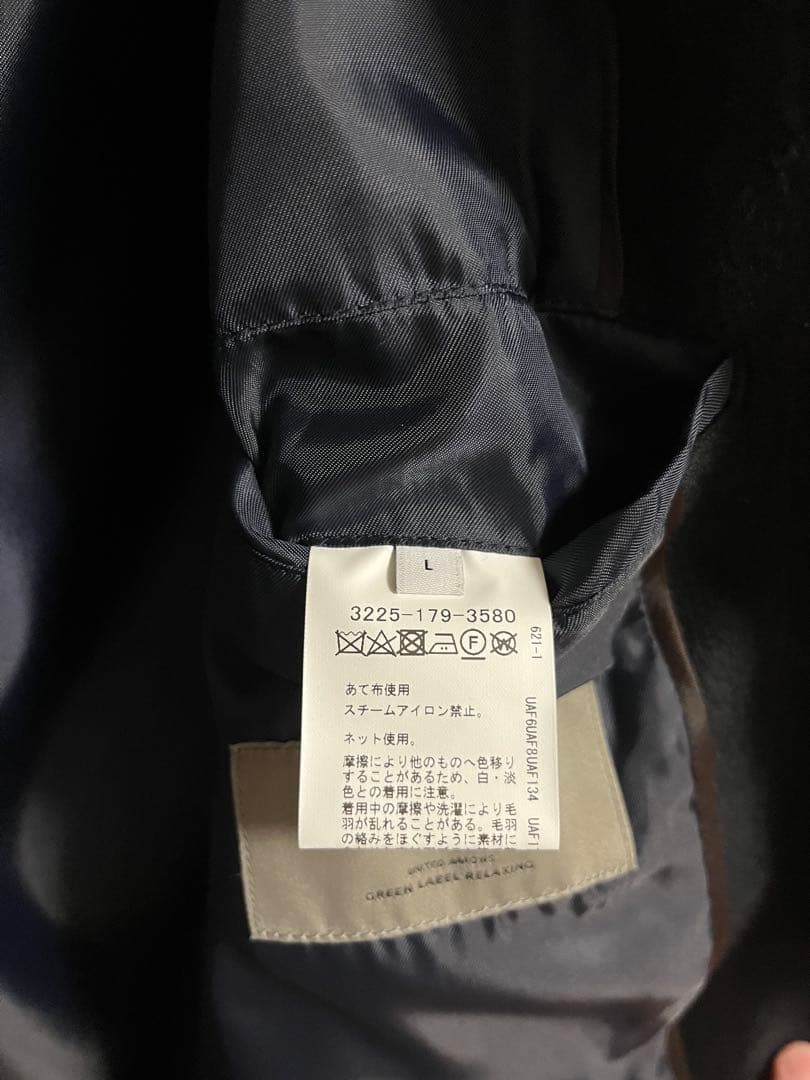 L
3225-179-3580
F W
あて布使用
スチームアイロン禁止。
ネット使用。
摩擦により他のものへ色移り
することがあるため、白・淡
色との着用に注意。
着用中の摩擦や洗濯により毛
羽が乱れることがある。毛羽
の絡みをほぐすように素材に
621-1
UAF6UAF8UAF134
UNITED ARROWS
GREEN LABEL RELAXING